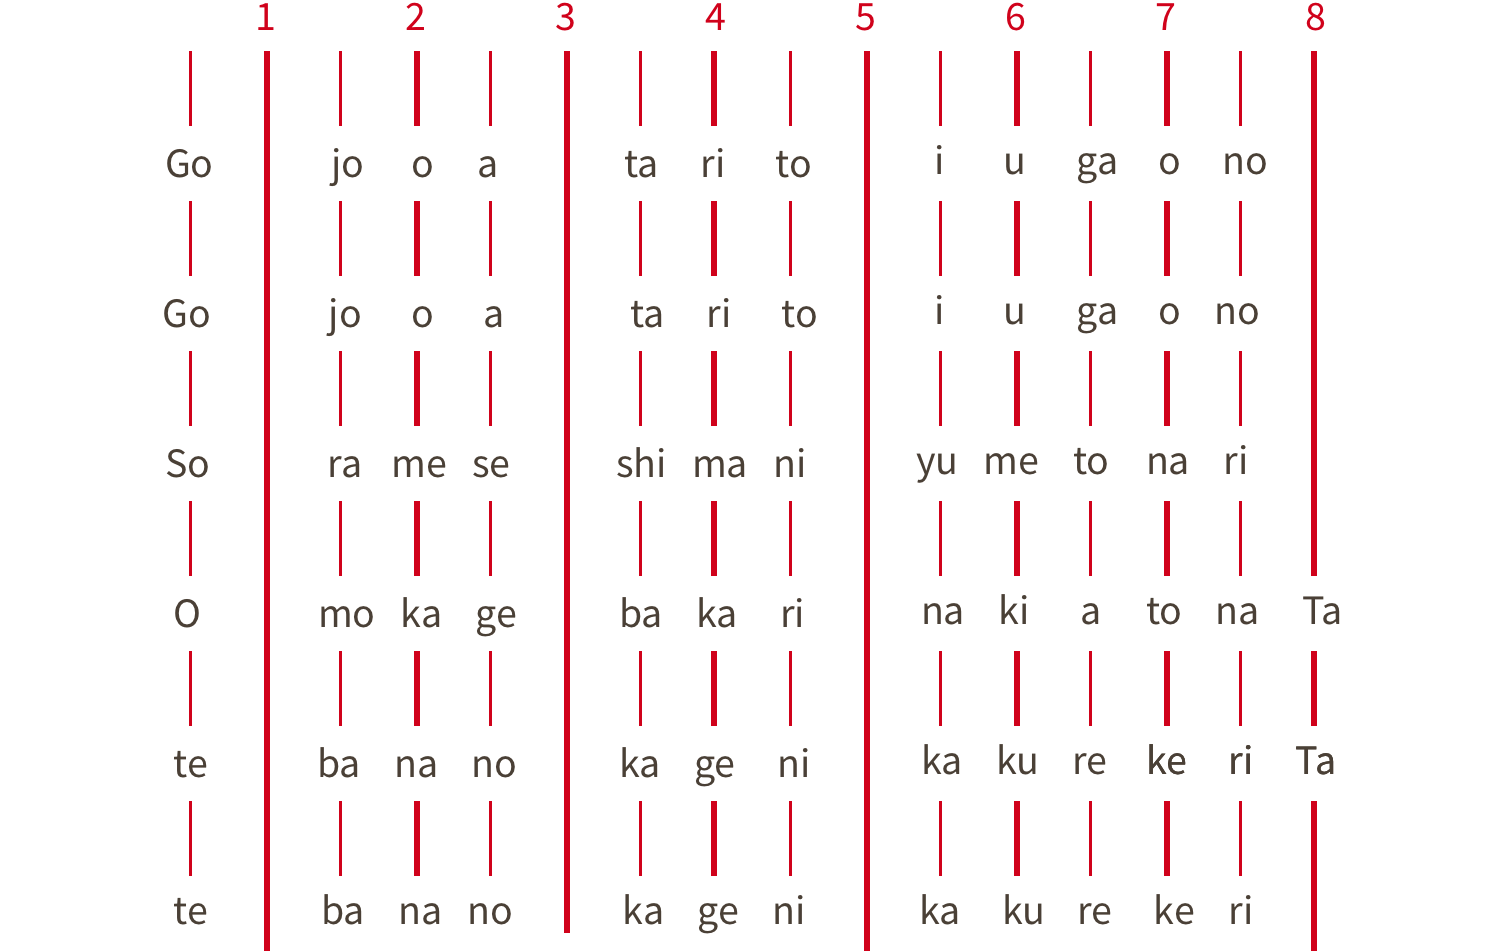 1 2 3 4 5 6 7 8
Go jo o a ta ri to i u ga o no
Go jo o a ta ri to i u ga o no
So ra me se shi ma ni yu me to na ri
O mo ka ge ba ka ri na ki a to na Ta
te ba na no ka ge ni ka ku re ke ri Ta
te ba na no ka ge ni ka ku re ke ri